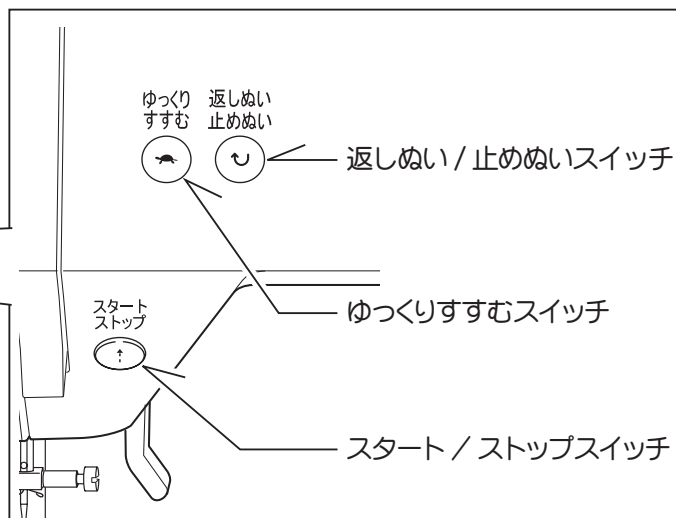 ゆっくり 返しぬい
すすむ 止めぬい
返しぬい / 止めぬいスイッチ
ゆっくりすすむスイッチ
スタート
ストップ
スタート / ストップスイッチ